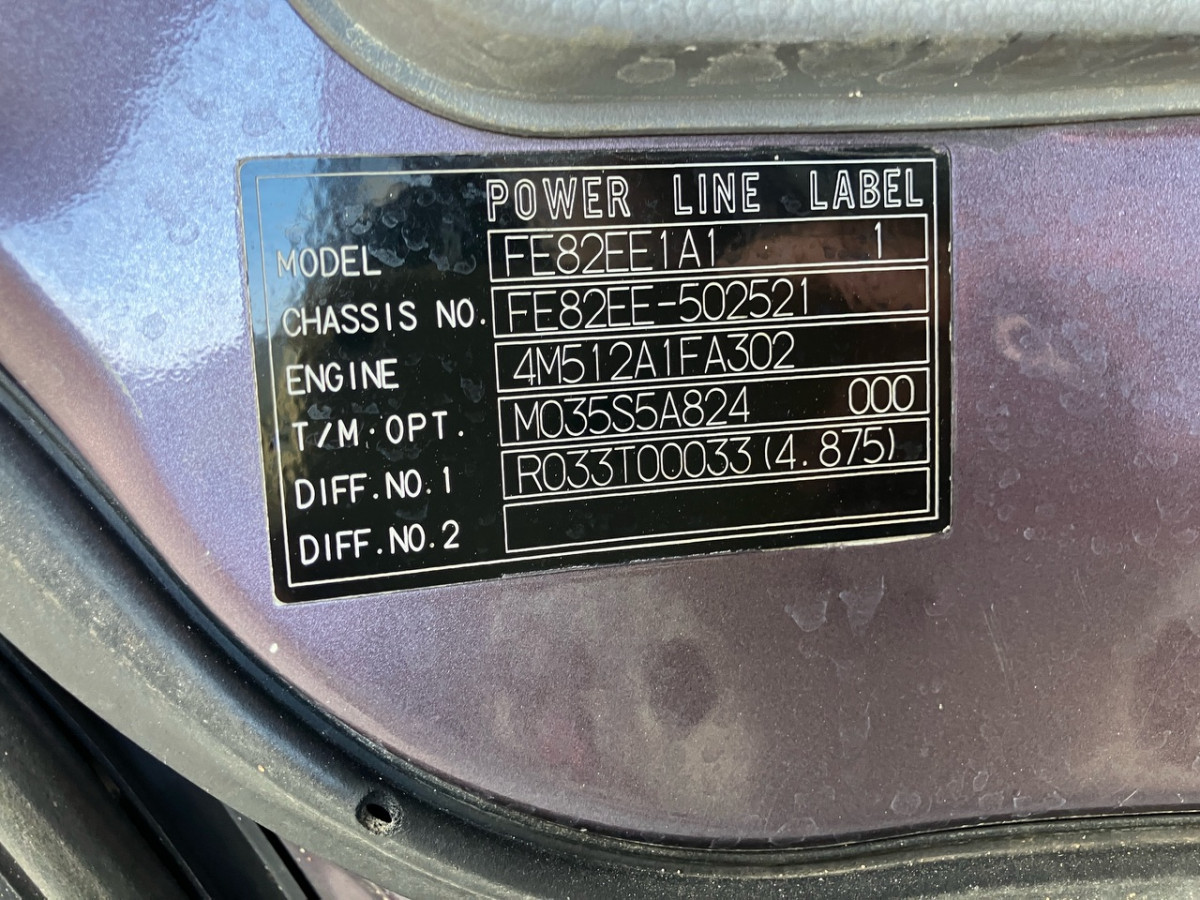 POWER LINE LABEL
MODEL FE82EE1A1 1
CHASSIS NO. FE82EE-502521
ENGINE 4M512A1FA302
T/M.OPT. M035S5A824 000
DIFF.NO.1 R033T00033(4.875)
DIFF.NO.2